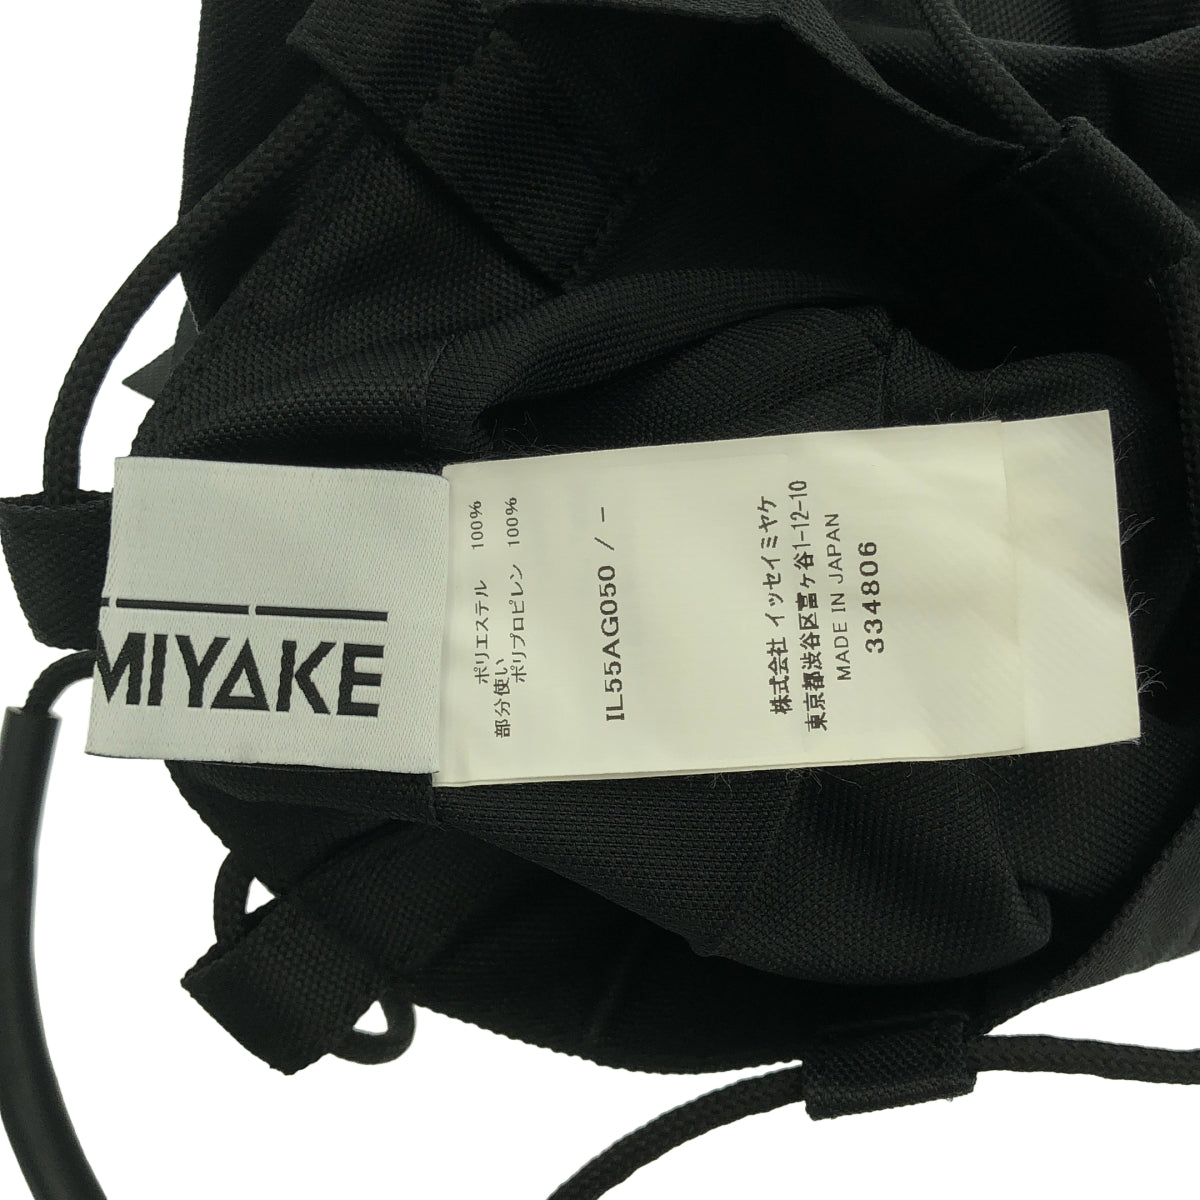 MIYAKE
ポリエステル 100%
部分使い
ポリプロピレン 100%
IL55AG050 / -
株式会社 イッセイミヤケ
東京都渋谷区富ヶ谷1-12-10
MADE IN JAPAN
334806